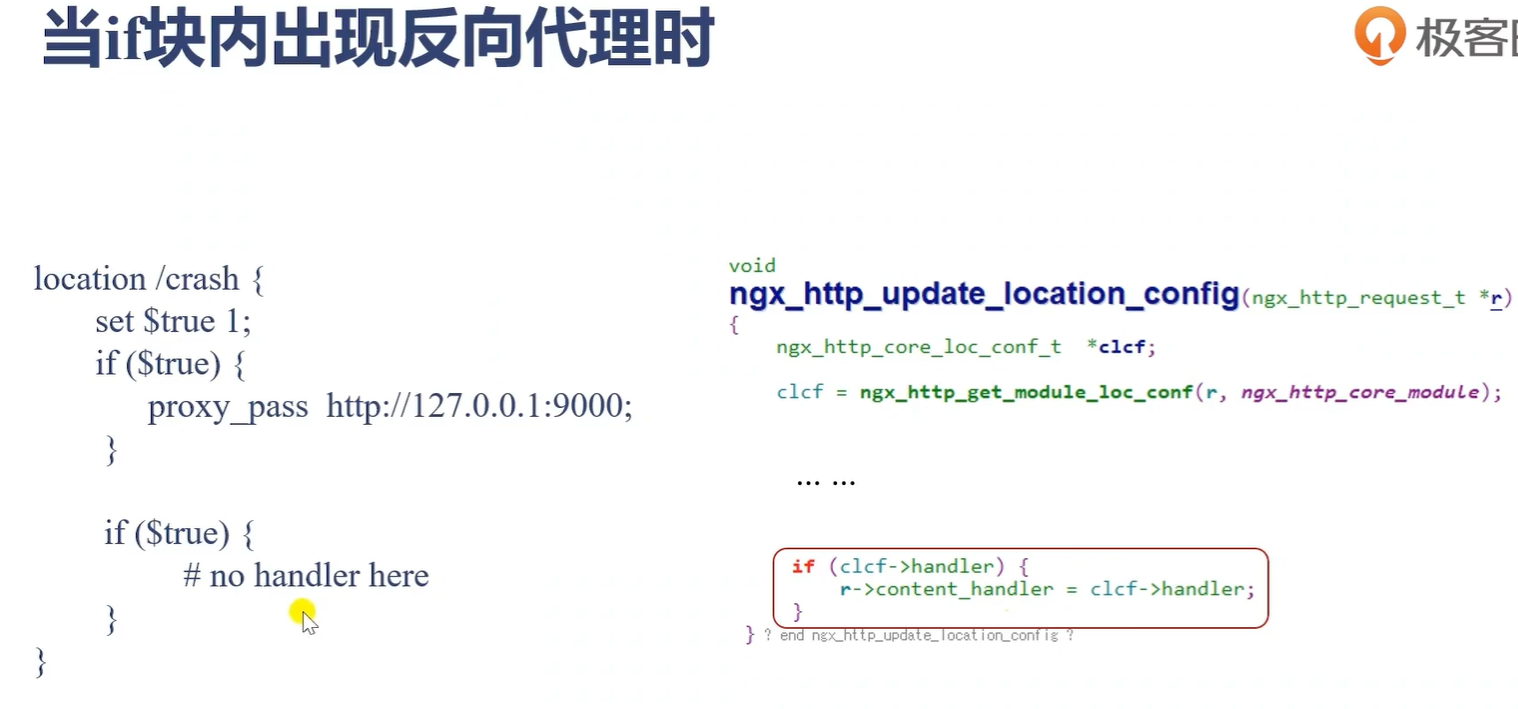 当if块内出现反向代理时
极客
location /crash {
set $true 1;
if ($true) {
proxy_pass http://127.0.0.1:9000;
}
if ($true) {
# no handler here
}
}
void
ngx_http_update_location_config(ngx_http_request_t *r)
{
ngx_http_core_loc_conf_t *clcf;
clcf = ngx_http_get_module_loc_conf(r, ngx_http_core_module);
... ...
if (clcf->handler) {
r->content_handler = clcf->handler;
}
} ? end ngx_http_update_location_config ?